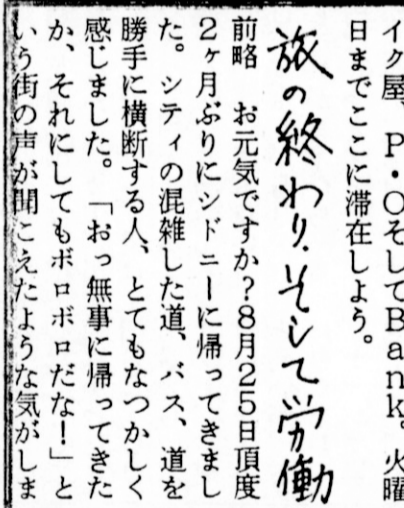 イク屋、P・OそしてBank。火曜
日までここに滞在しよう。
旅の終わり.そして労働
前略　お元気ですか？8月25日頂度
2ヶ月ぶりにシドニーに帰ってきまし
た。シティの混雑した道、バス、道を
勝手に横断する人、とてもなつかしく
感じました。「おっ無事に帰ってきた
か、それにしてもボロボロだな！」と
いう街の声が聞こえたような気がしま